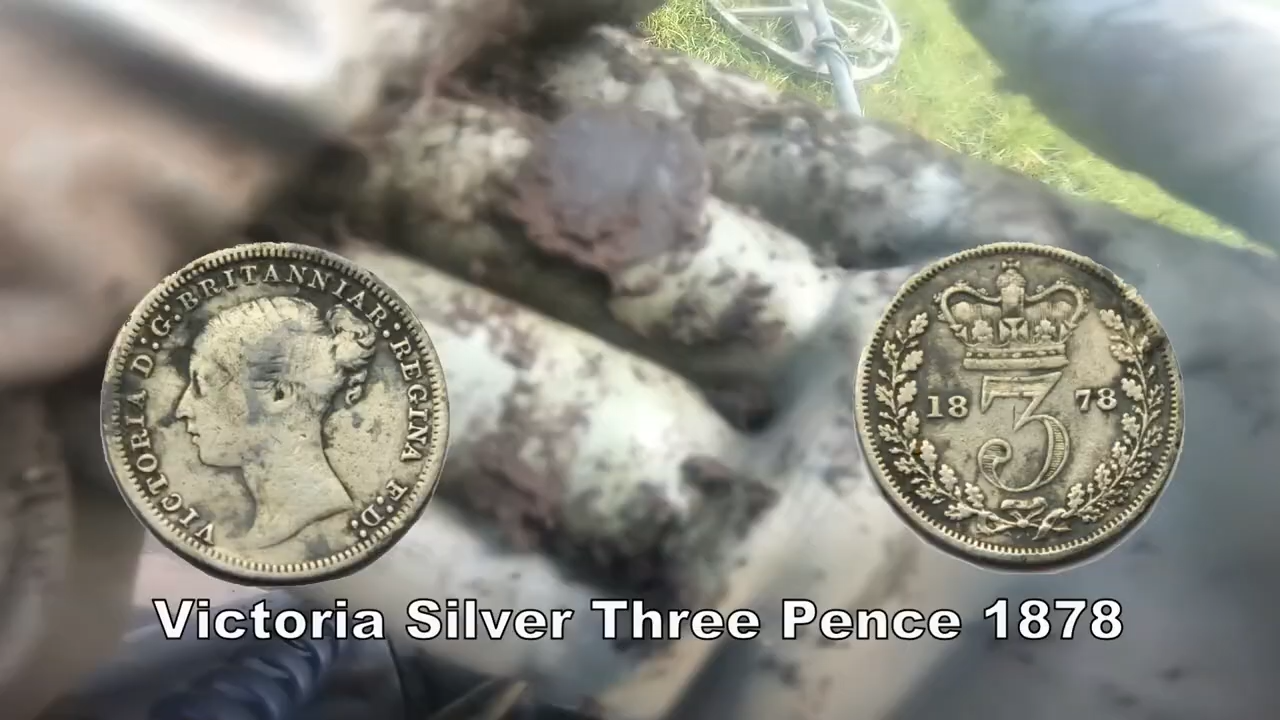 VICTORIA D:G: BRITANNIAR: REGINA F:D:
18 3 78
Victoria Silver Three Pence 1878